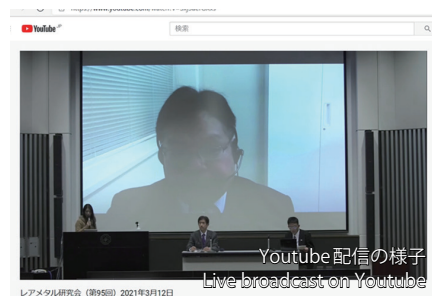 YouTube JP
検索
Youtube配信の様子
Live broadcast on Youtube
レアメタル研究会（第95回）2021年3月12日